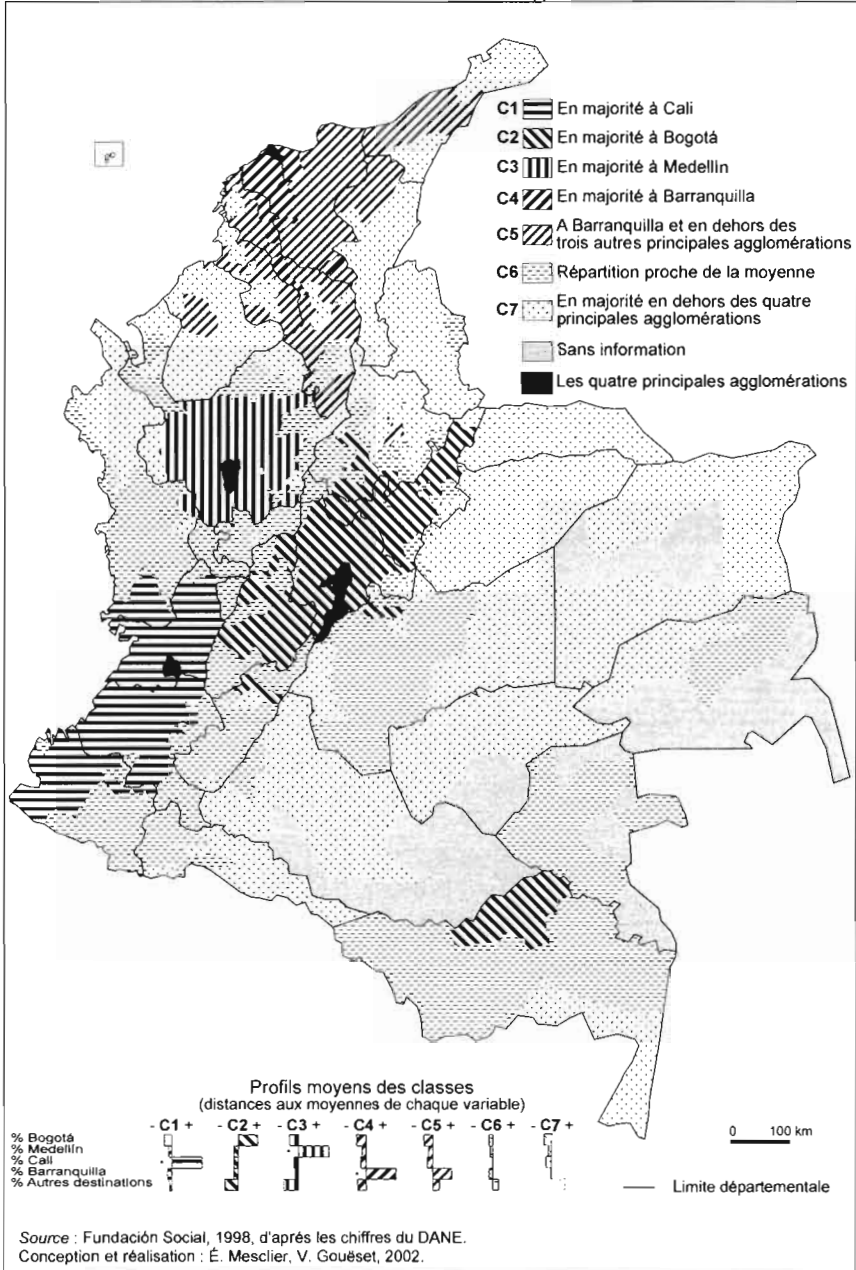 C1 En majorité à Cali
C2 En majorité à Bogotá
C3 En majorité à Medellín
C4 En majorité à Barranquilla
C5 A Barranquilla et en dehors des
trois autres principales agglomérations
C6 Répartition proche de la moyenne
C7 En majorité en dehors des quatre
principales agglomérations
Sans information
Les quatre principales agglomérations
Profils moyens des classes
(distances aux moyennes de chaque variable)
- C1 + - C2 + - C3 + - C4 + - C5 + - C6 + - C7 +
% Bogotá
% Medellín
% Cali
% Barranquilla
% Autres destinations
0 100 km
Limite départementale
Source : Fundación Social, 1998, d'après les chiffres du DANE.
Conception et réalisation : É. Mesclier, V. Gouëset, 2002.